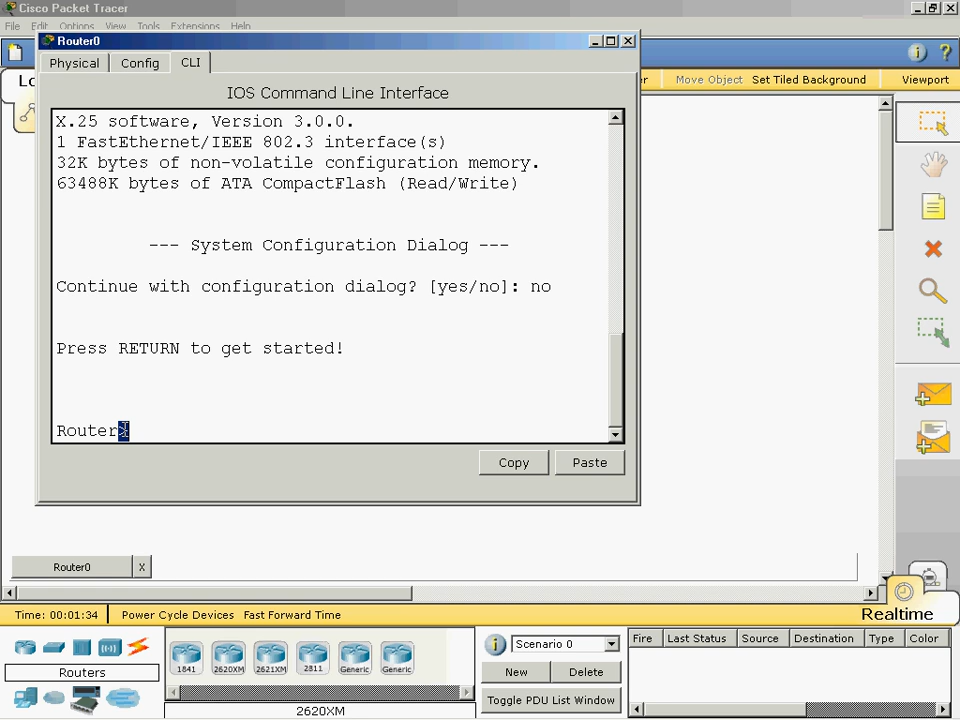 Cisco Packet Tracer
File Edit Options View Tools Extensions Help
Router0
Physical Config CLI
Move Object Set Tiled Background Viewport
IOS Command Line Interface
X.25 software, Version 3.0.0.
1 FastEthernet/IEEE 802.3 interface(s)
32K bytes of non-volatile configuration memory.
63488K bytes of ATA CompactFlash (Read/Write)
--- System Configuration Dialog ---
Continue with configuration dialog? [yes/no]: no
Press RETURN to get started!
Router>
Copy Paste
Router0 X
Time: 00:01:34 Power Cycle Devices Fast Forward Time
Realtime
Routers
1841 2620XM 2621XM 2811 Generic Generic
2620XM
Scenario 0
New Delete
Toggle PDU List Window
Fire Last Status Source Destination Type Color